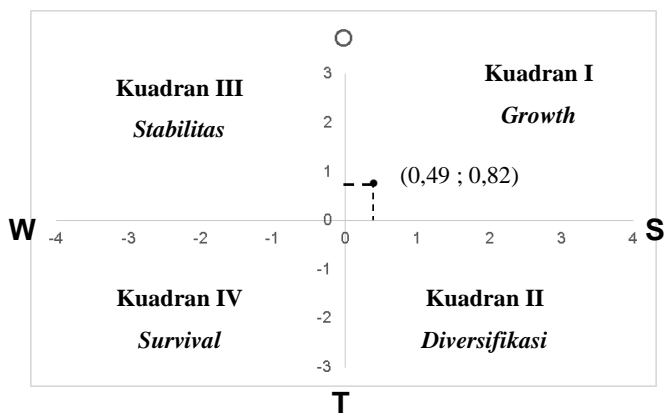 O
3
Kuadran I
Kuadran III
Growth
Stabilitas
2
1
(0,49 ; 0,82)
W
0
S
-4 -3 -2 -1 0 1 2 3 4
-1
Kuadran IV
Kuadran II
-2
Survival
Diversifikasi
-3
T